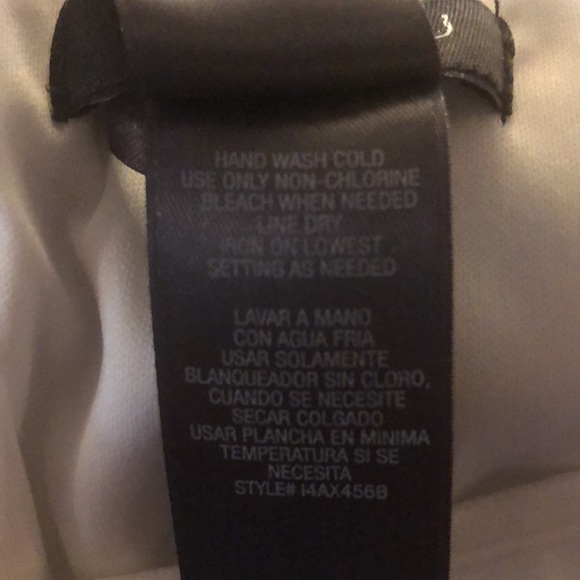 HAND WASH COLD
USE ONLY NON-CHLORINE
BLEACH WHEN NEEDED
LINE DRY
IRON ON LOWEST
SETTING AS NEEDED
LAVAR A MANO
CON AGUA FRIA
USAR SOLAMENTE
BLANQUEADOR SIN CLORO,
CUANDO SE NECESITE
SECAR COLGADO
USAR PLANCHA EN MINIMA
TEMPERATURA SI SE
NECESITA
STYLE# 14AX456B